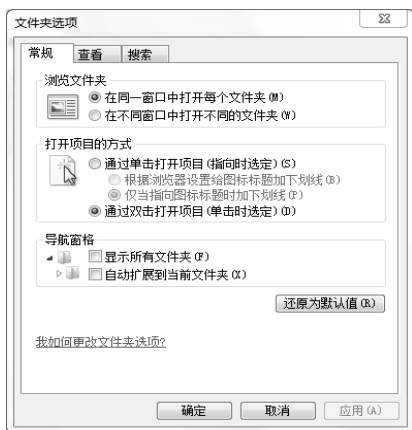 文件夹选项
常规 查看 搜索
浏览文件夹
在同一窗口中打开每个文件夹(M)
在不同窗口中打开不同的文件夹(W)
打开项目的方式
通过单击打开项目(指向时选定)(S)
根据浏览器设置给图标标题加下划线(B)
仅当指向图标标题时加下划线(P)
通过双击打开项目(单击时选定)(D)
导航窗格
显示所有文件夹(F)
自动扩展到当前文件夹(X)
还原为默认值(R)
我如何更改文件夹选项?
确定 取消 应用(A)